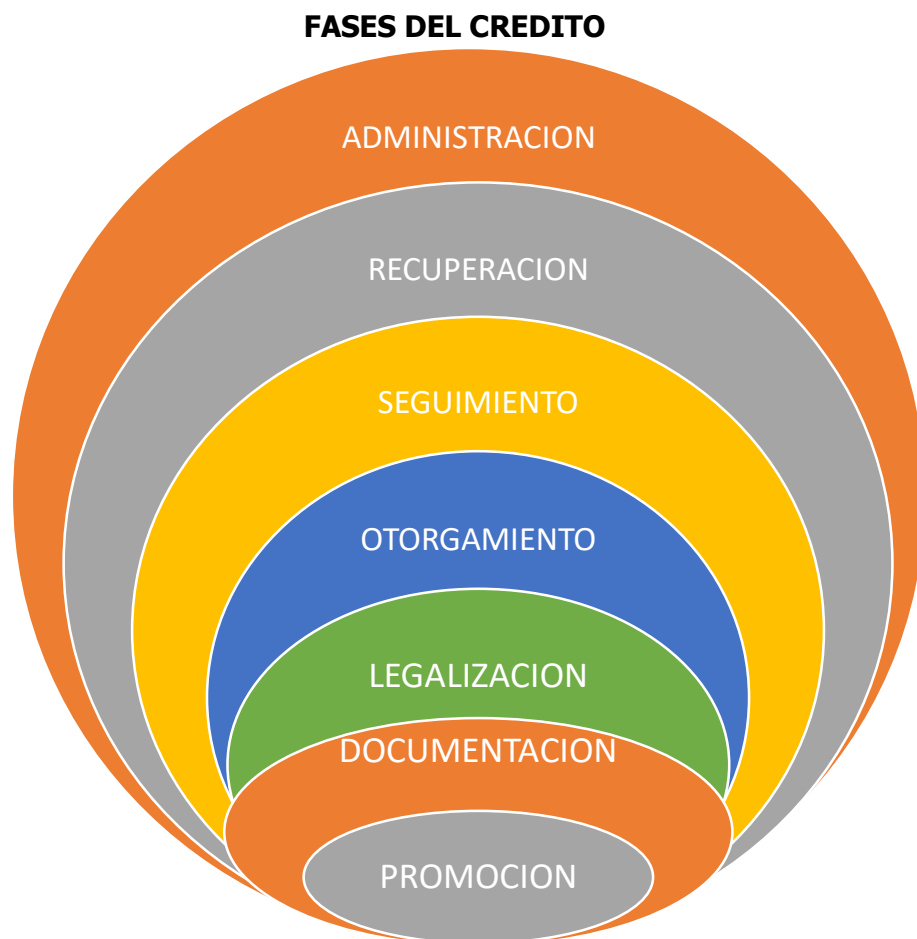 FASES DEL CREDITO
ADMINISTRACION
RECUPERACION
SEGUIMIENTO
OTORGAMIENTO
LEGALIZACION
DOCUMENTACION
PROMOCION